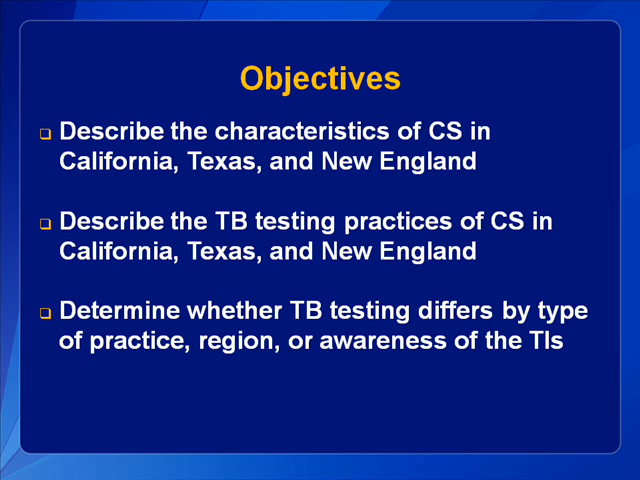 Objectives
❑ Describe the characteristics of CS in
California, Texas, and New England
❑ Describe the TB testing practices of CS in
California, Texas, and New England
❑ Determine whether TB testing differs by type
of practice, region, or awareness of the TIs